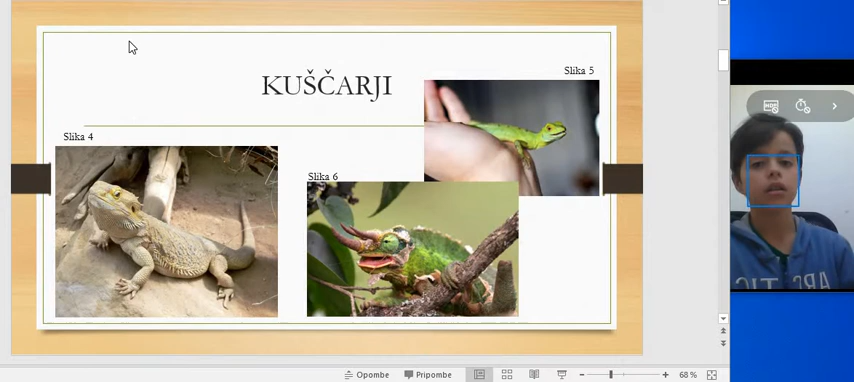 KUŠČARJI
Slika 5
Slika 4
Slika 6
Opombe
Pripombe
68 %